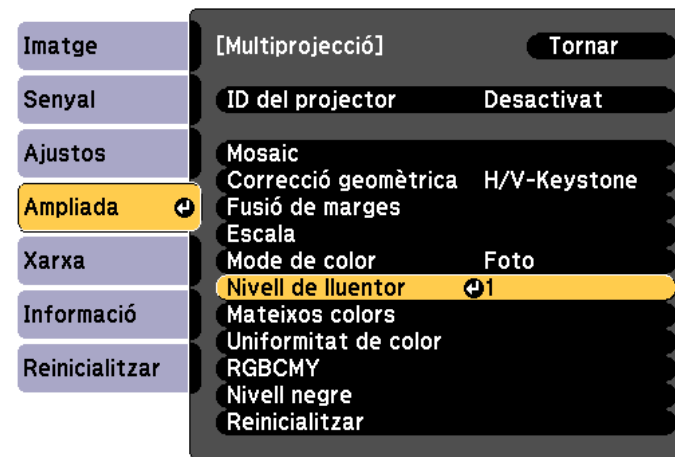 Imatge
Senyal
Ajustos
Ampliada
Xarxa
Informació
Reinicialitzar
[Multiprojecció] Tornar
ID del projector Desactivat
Mosaic
Correcció geomètrica H/V-Keystone
Fusió de marges
Escala
Mode de color Foto
Nivell de lluentor 1
Mateixos colors
Uniformitat de color
RGBCMY
Nivell negre
Reinicialitzar